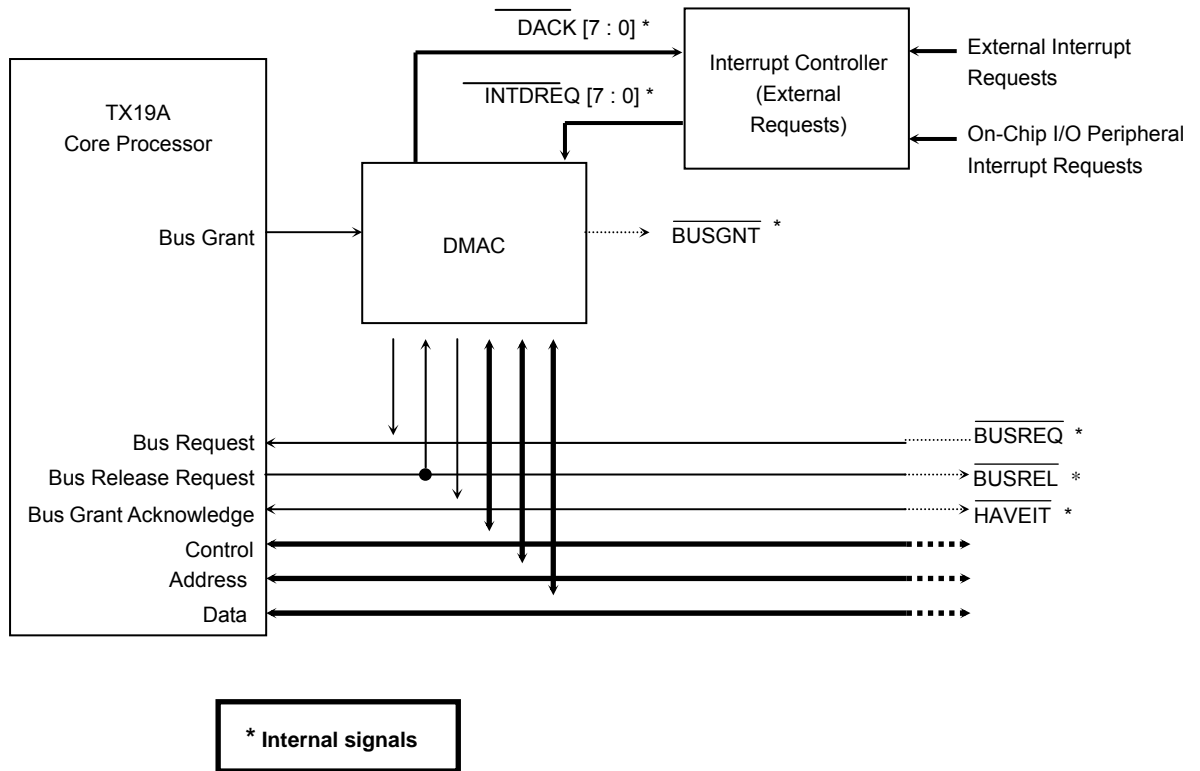 DACK [7 : 0] *
INTDREQ [7 : 0] *
Interrupt Controller
(External
Requests)
External Interrupt
Requests
On-Chip I/O Peripheral
Interrupt Requests
TX19A
Core Processor
Bus Grant
DMAC
BUSGNT *
Bus Request
BUSREQ *
Bus Release Request
BUSREL *
Bus Grant Acknowledge
HAVEIT *
Control
Address
Data
* Internal signals